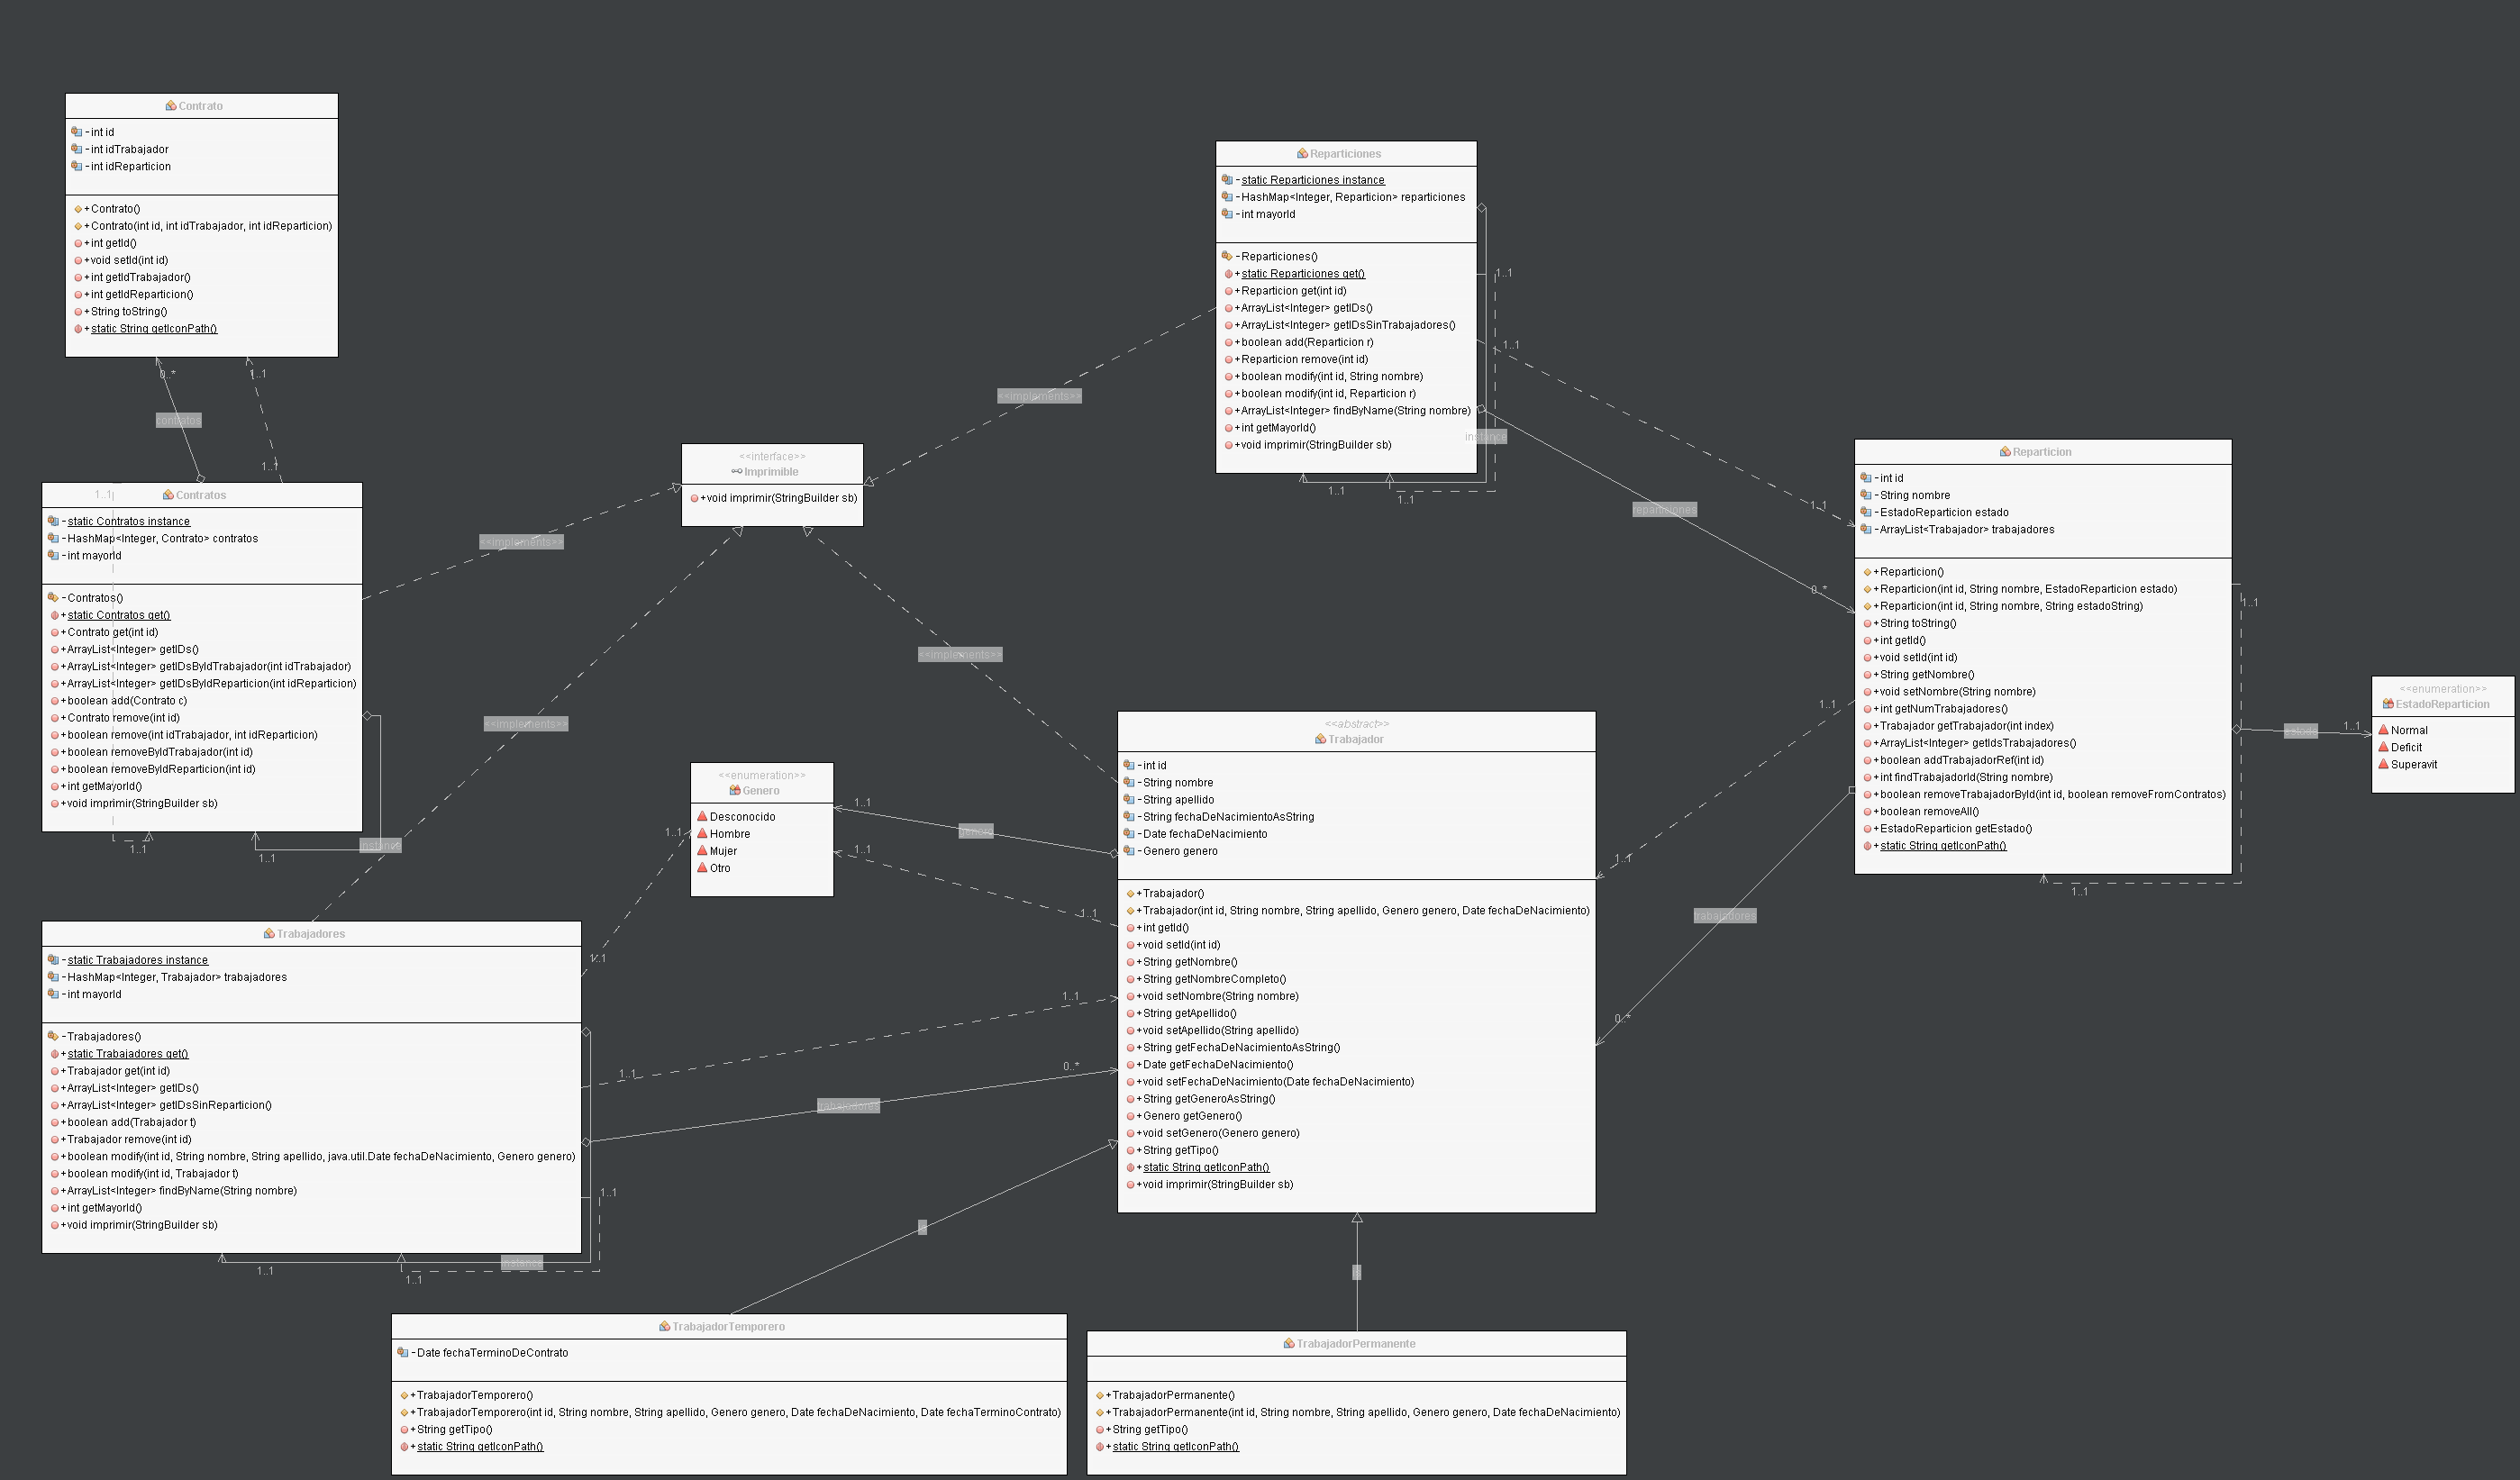 Contrato
- int id
- int idTrabajador
- int idReparticion
+ Contrato()
+ Contrato(int id, int idTrabajador, int idReparticion)
+ int getId()
+ void setId(int id)
+ int getIdTrabajador()
+ int getIdReparticion()
+ String toString()
+ static String getIconPath()
0..*
1..1
contratos
1..1
1..1
Contratos
- static Contratos instance
- HashMap<Integer, Contrato> contratos
- int mayorId
- Contratos()
+ static Contratos get()
+ Contrato get(int id)
+ ArrayList<Integer> getIDs()
+ ArrayList<Integer> getIDsByIdTrabajador(int idTrabajador)
+ ArrayList<Integer> getIDsByIdReparticion(int idReparticion)
+ boolean add(Contrato c)
+ Contrato remove(int id)
+ boolean remove(int idTrabajador, int idReparticion)
+ boolean removeByIdTrabajador(int id)
+ boolean removeByIdReparticion(int id)
+ int getMayorId()
+ void imprimir(StringBuilder sb)
1..1
1..1
instance
<<implements>>
<<implements>>
<<implements>>
<<implements>>
<<interface>>
Imprimible
+ void imprimir(StringBuilder sb)
Reparticiones
- static Reparticiones instance
- HashMap<Integer, Reparticion> reparticiones
- int mayorId
- Reparticiones()
+ static Reparticiones get()
+ Reparticion get(int id)
+ ArrayList<Integer> getIDs()
+ ArrayList<Integer> getIDsSinTrabajadores()
+ boolean add(Reparticion r)
+ Reparticion remove(int id)
+ boolean modify(int id, String nombre)
+ boolean modify(int id, Reparticion r)
+ ArrayList<Integer> findByName(String nombre)
+ int getMayorId()
+ void imprimir(StringBuilder sb)
1..1
1..1
instance
1..1
1..1
reparticiones
1..1
0..*
Reparticion
- int id
- String nombre
- EstadoReparticion estado
- ArrayList<Trabajador> trabajadores
+ Reparticion()
+ Reparticion(int id, String nombre, EstadoReparticion estado)
+ Reparticion(int id, String nombre, String estadoString)
+ String toString()
+ int getId()
+ void setId(int id)
+ String getNombre()
+ void setNombre(String nombre)
+ int getNumTrabajadores()
+ Trabajador getTrabajador(int index)
+ ArrayList<Integer> getIdsTrabajadores()
+ boolean addTrabajadorRef(int id)
+ int findTrabajadorId(String nombre)
+ boolean removeTrabajadorById(int id, boolean removeFromContratos)
+ boolean removeAll()
+ EstadoReparticion getEstado()
+ static String getIconPath()
1..1
1..1
1..1
1..1
trabajadores
0..*
1..1
<<enumeration>>
EstadoReparticion
Normal
Deficit
Superavit
<<enumeration>>
Genero
Desconocido
Hombre
Mujer
Otro
1..1
1..1
1..1
1..1
1..1
genero
<<abstract>>
Trabajador
- int id
- String nombre
- String apellido
- String fechaDeNacimientoAsString
- Date fechaDeNacimiento
- Genero genero
+ Trabajador()
+ Trabajador(int id, String nombre, String apellido, Genero genero, Date fechaDeNacimiento)
+ int getId()
+ void setId(int id)
+ String getNombre()
+ String getNombreCompleto()
+ void setNombre(String nombre)
+ String getApellido()
+ void setApellido(String apellido)
+ String getFechaDeNacimientoAsString()
+ Date getFechaDeNacimiento()
+ void setFechaDeNacimiento(Date fechaDeNacimiento)
+ String getGeneroAsString()
+ Genero getGenero()
+ void setGenero(Genero genero)
+ String getTipo()
+ static String getIconPath()
+ void imprimir(StringBuilder sb)
Trabajadores
- static Trabajadores instance
- HashMap<Integer, Trabajador> trabajadores
- int mayorId
- Trabajadores()
+ static Trabajadores get()
+ Trabajador get(int id)
+ ArrayList<Integer> getIDs()
+ ArrayList<Integer> getIDsSinReparticion()
+ boolean add(Trabajador t)
+ Trabajador remove(int id)
+ boolean modify(int id, String nombre, String apellido, java.util.Date fechaDeNacimiento, Genero genero)
+ boolean modify(int id, Trabajador t)
+ ArrayList<Integer> findByName(String nombre)
+ int getMayorId()
+ void imprimir(StringBuilder sb)
1..1
1..1
0..*
trabajadores
1..1
instance
1..1
1..1
TrabajadorTemporero
- Date fechaTerminoDeContrato
+ TrabajadorTemporero()
+ TrabajadorTemporero(int id, String nombre, String apellido, Genero genero, Date fechaDeNacimiento, Date fechaTerminoContrato)
+ String getTipo()
+ static String getIconPath()
TrabajadorPermanente
+ TrabajadorPermanente()
+ TrabajadorPermanente(int id, String nombre, String apellido, Genero genero, Date fechaDeNacimiento)
+ String getTipo()
+ static String getIconPath()